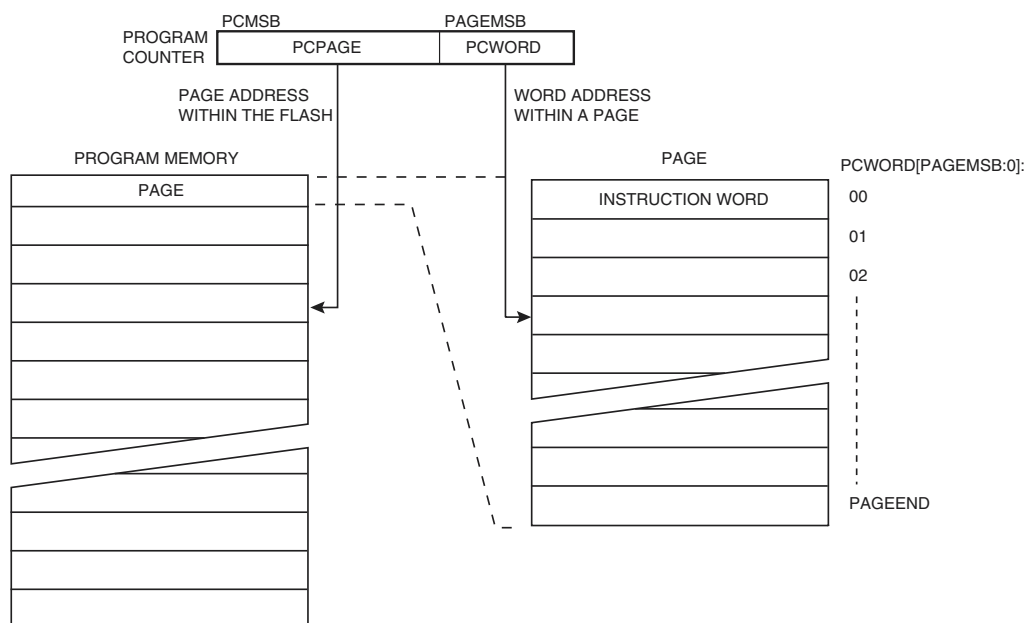 PCMSB PAGEMSB
PROGRAM
COUNTER
PCPAGE PCWORD
PAGE ADDRESS
WITHIN THE FLASH
WORD ADDRESS
WITHIN A PAGE
PROGRAM MEMORY
PAGE
PAGE
INSTRUCTION WORD
PCWORD[PAGEMSB:0]:
00
01
02
PAGEEND